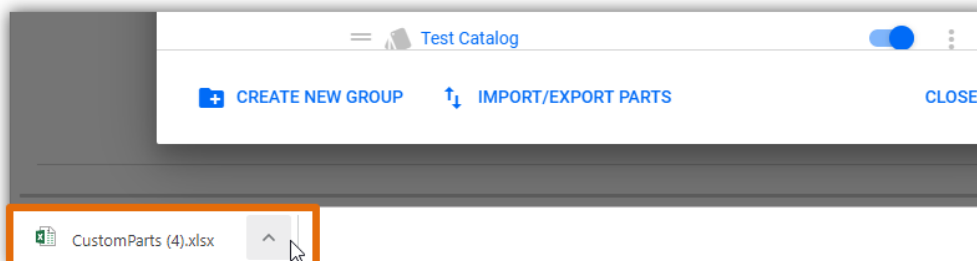 Test Catalog
CREATE NEW GROUP IMPORT/EXPORT PARTS CLOSE
CustomParts (4).xlsx